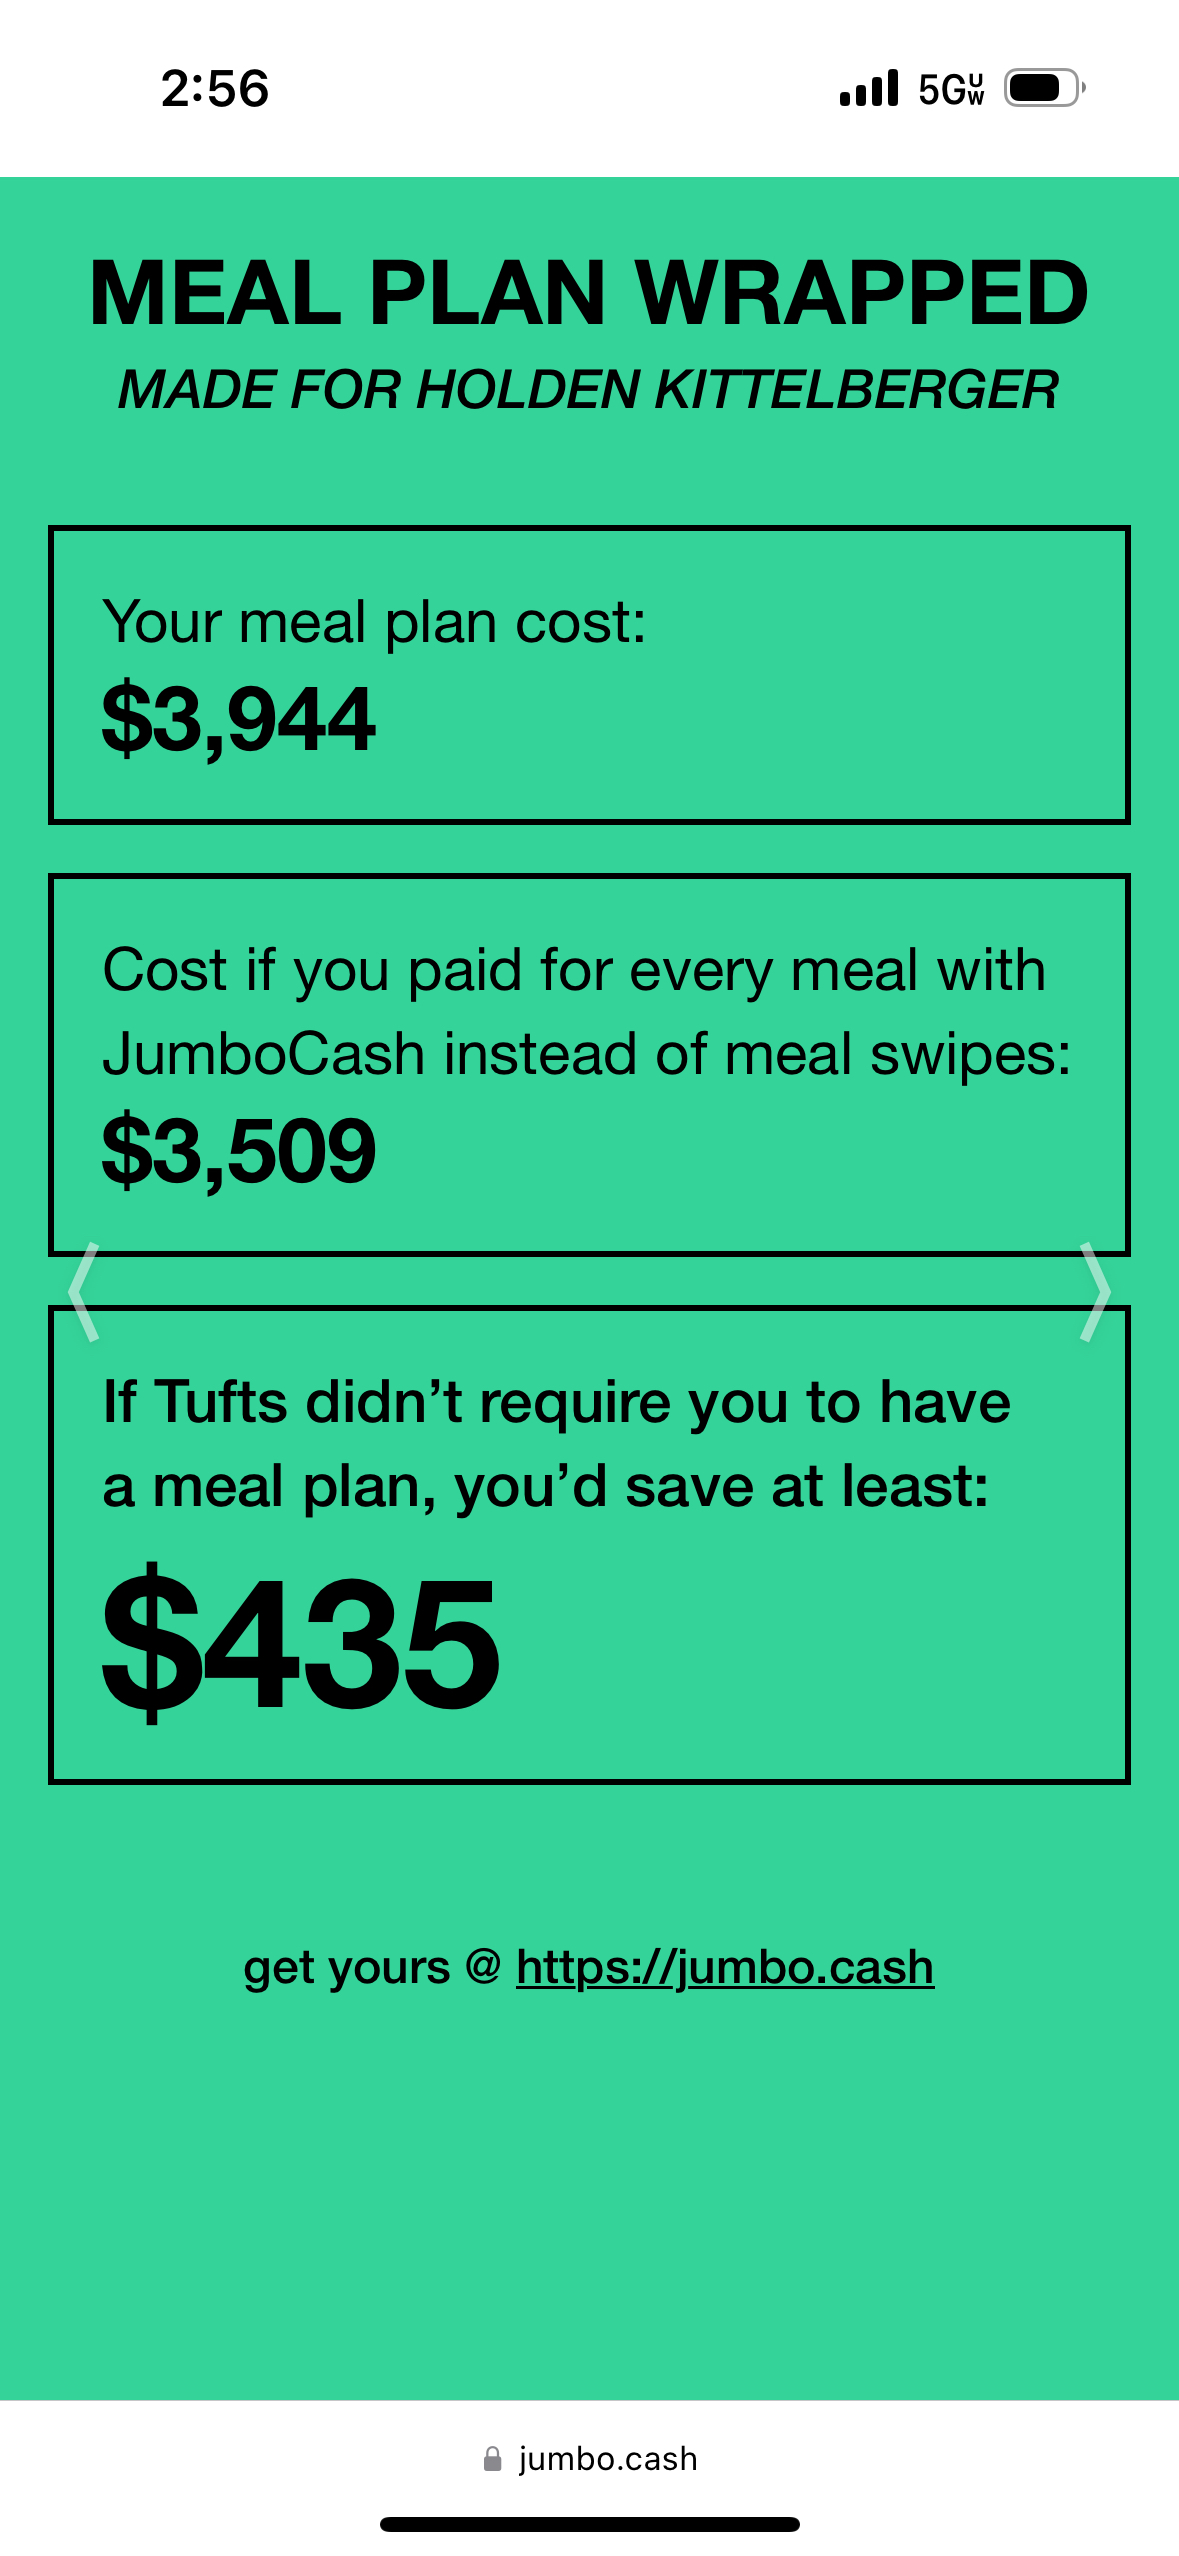 2:56
5G UW
MEAL PLAN WRAPPED
MADE FOR HOLDEN KITTELBERGER
Your meal plan cost:
$3,944
Cost if you paid for every meal with
JumboCash instead of meal swipes:
$3,509
If Tufts didn’t require you to have
a meal plan, you’d save at least:
$435
get yours @ https://jumbo.cash
jumbo.cash